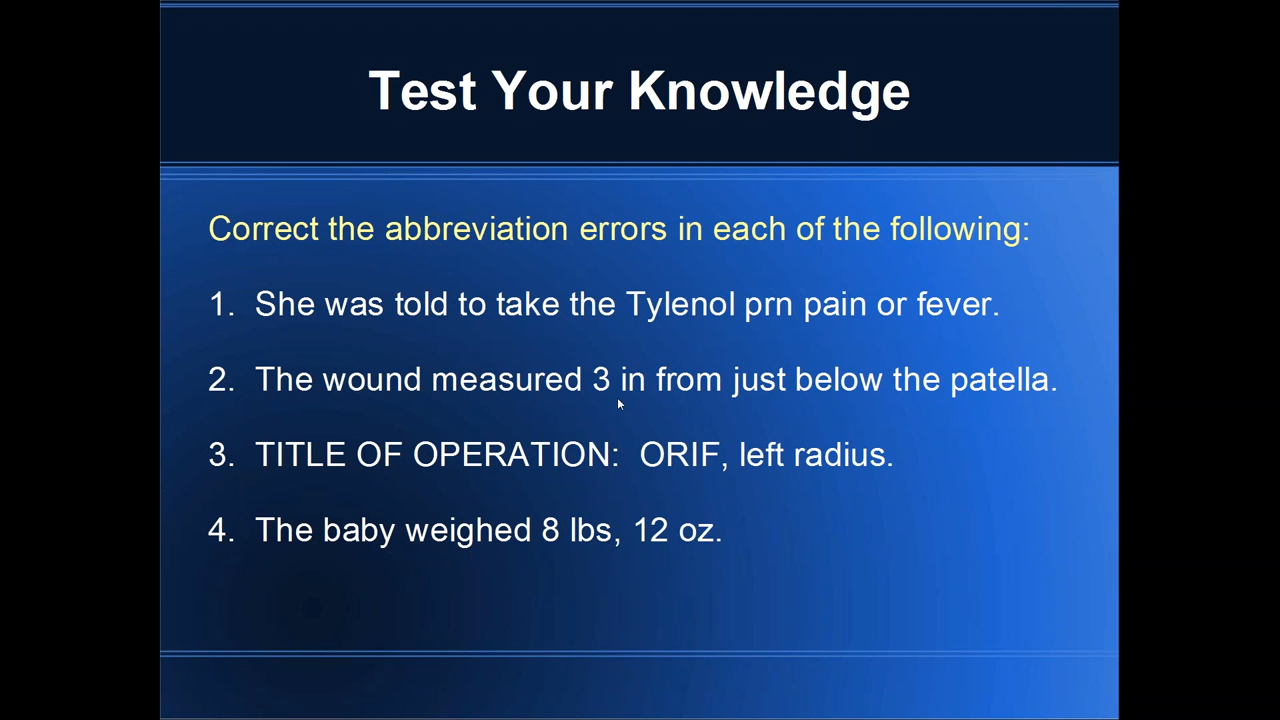 Test Your Knowledge
Correct the abbreviation errors in each of the following:
1. She was told to take the Tylenol prn pain or fever.
2. The wound measured 3 in from just below the patella.
3. TITLE OF OPERATION: ORIF, left radius.
4. The baby weighed 8 lbs, 12 oz.